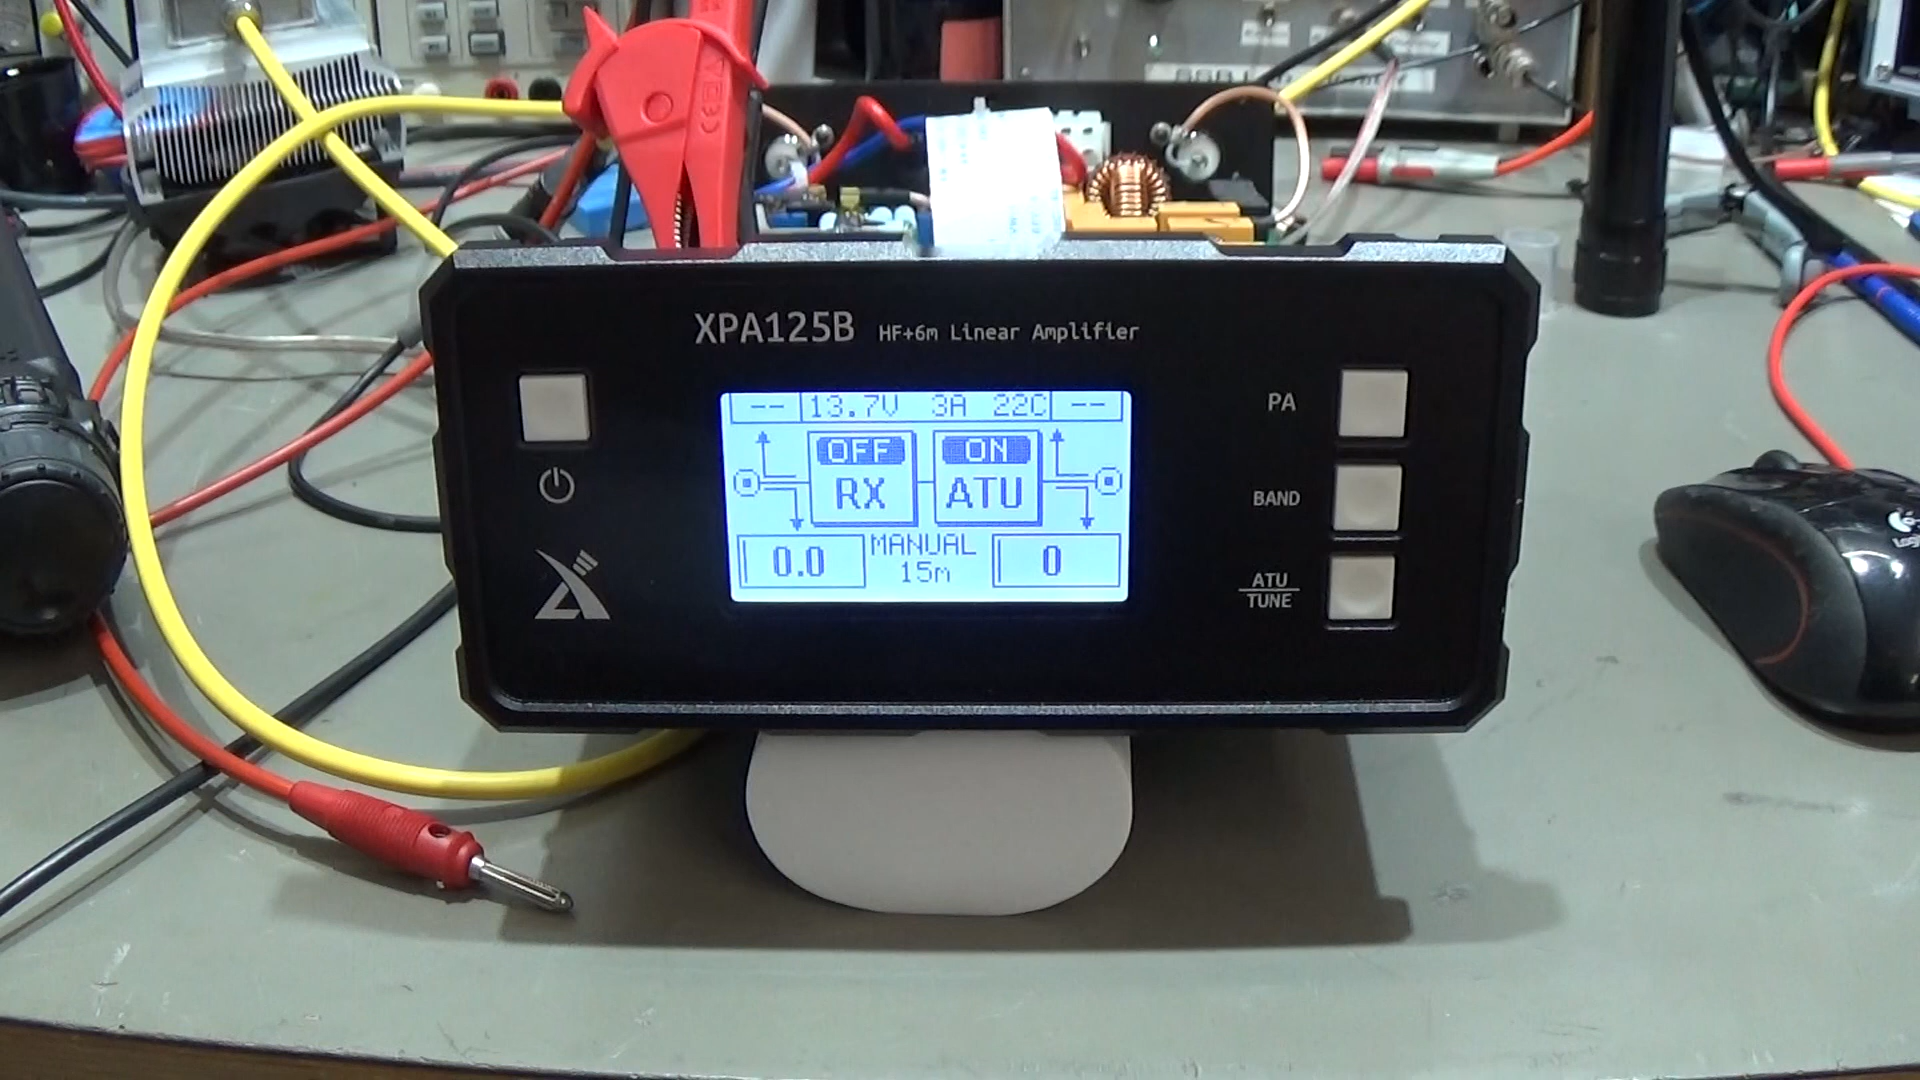 XPA125B HF+6m Linear Amplifier
-- 13.7V 3A 22C --
OFF ON
RX ATU
0.0 MANUAL 0
15m
PA
BAND
ATU
TUNE
CE